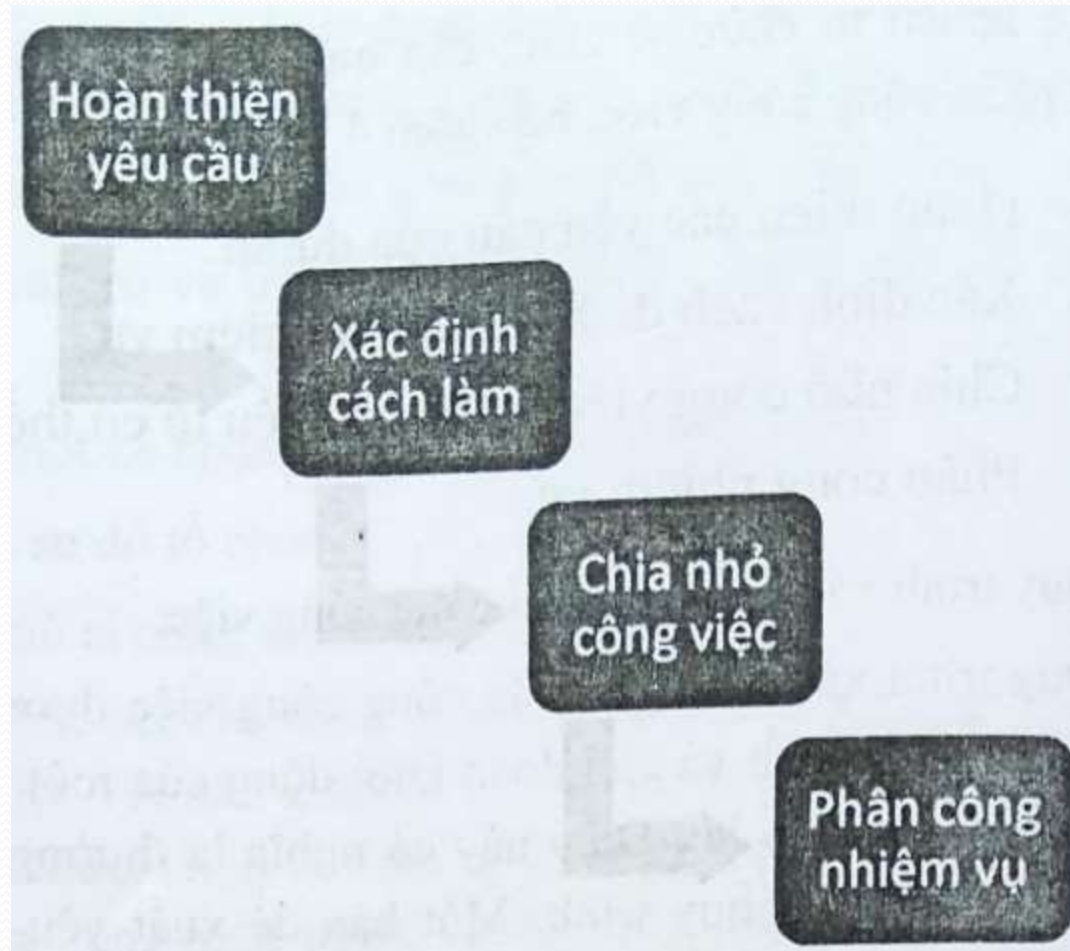 Hoàn thiện
yêu cầu
Xác định
cách làm
Chia nhỏ
công việc
Phân công
nhiệm vụ